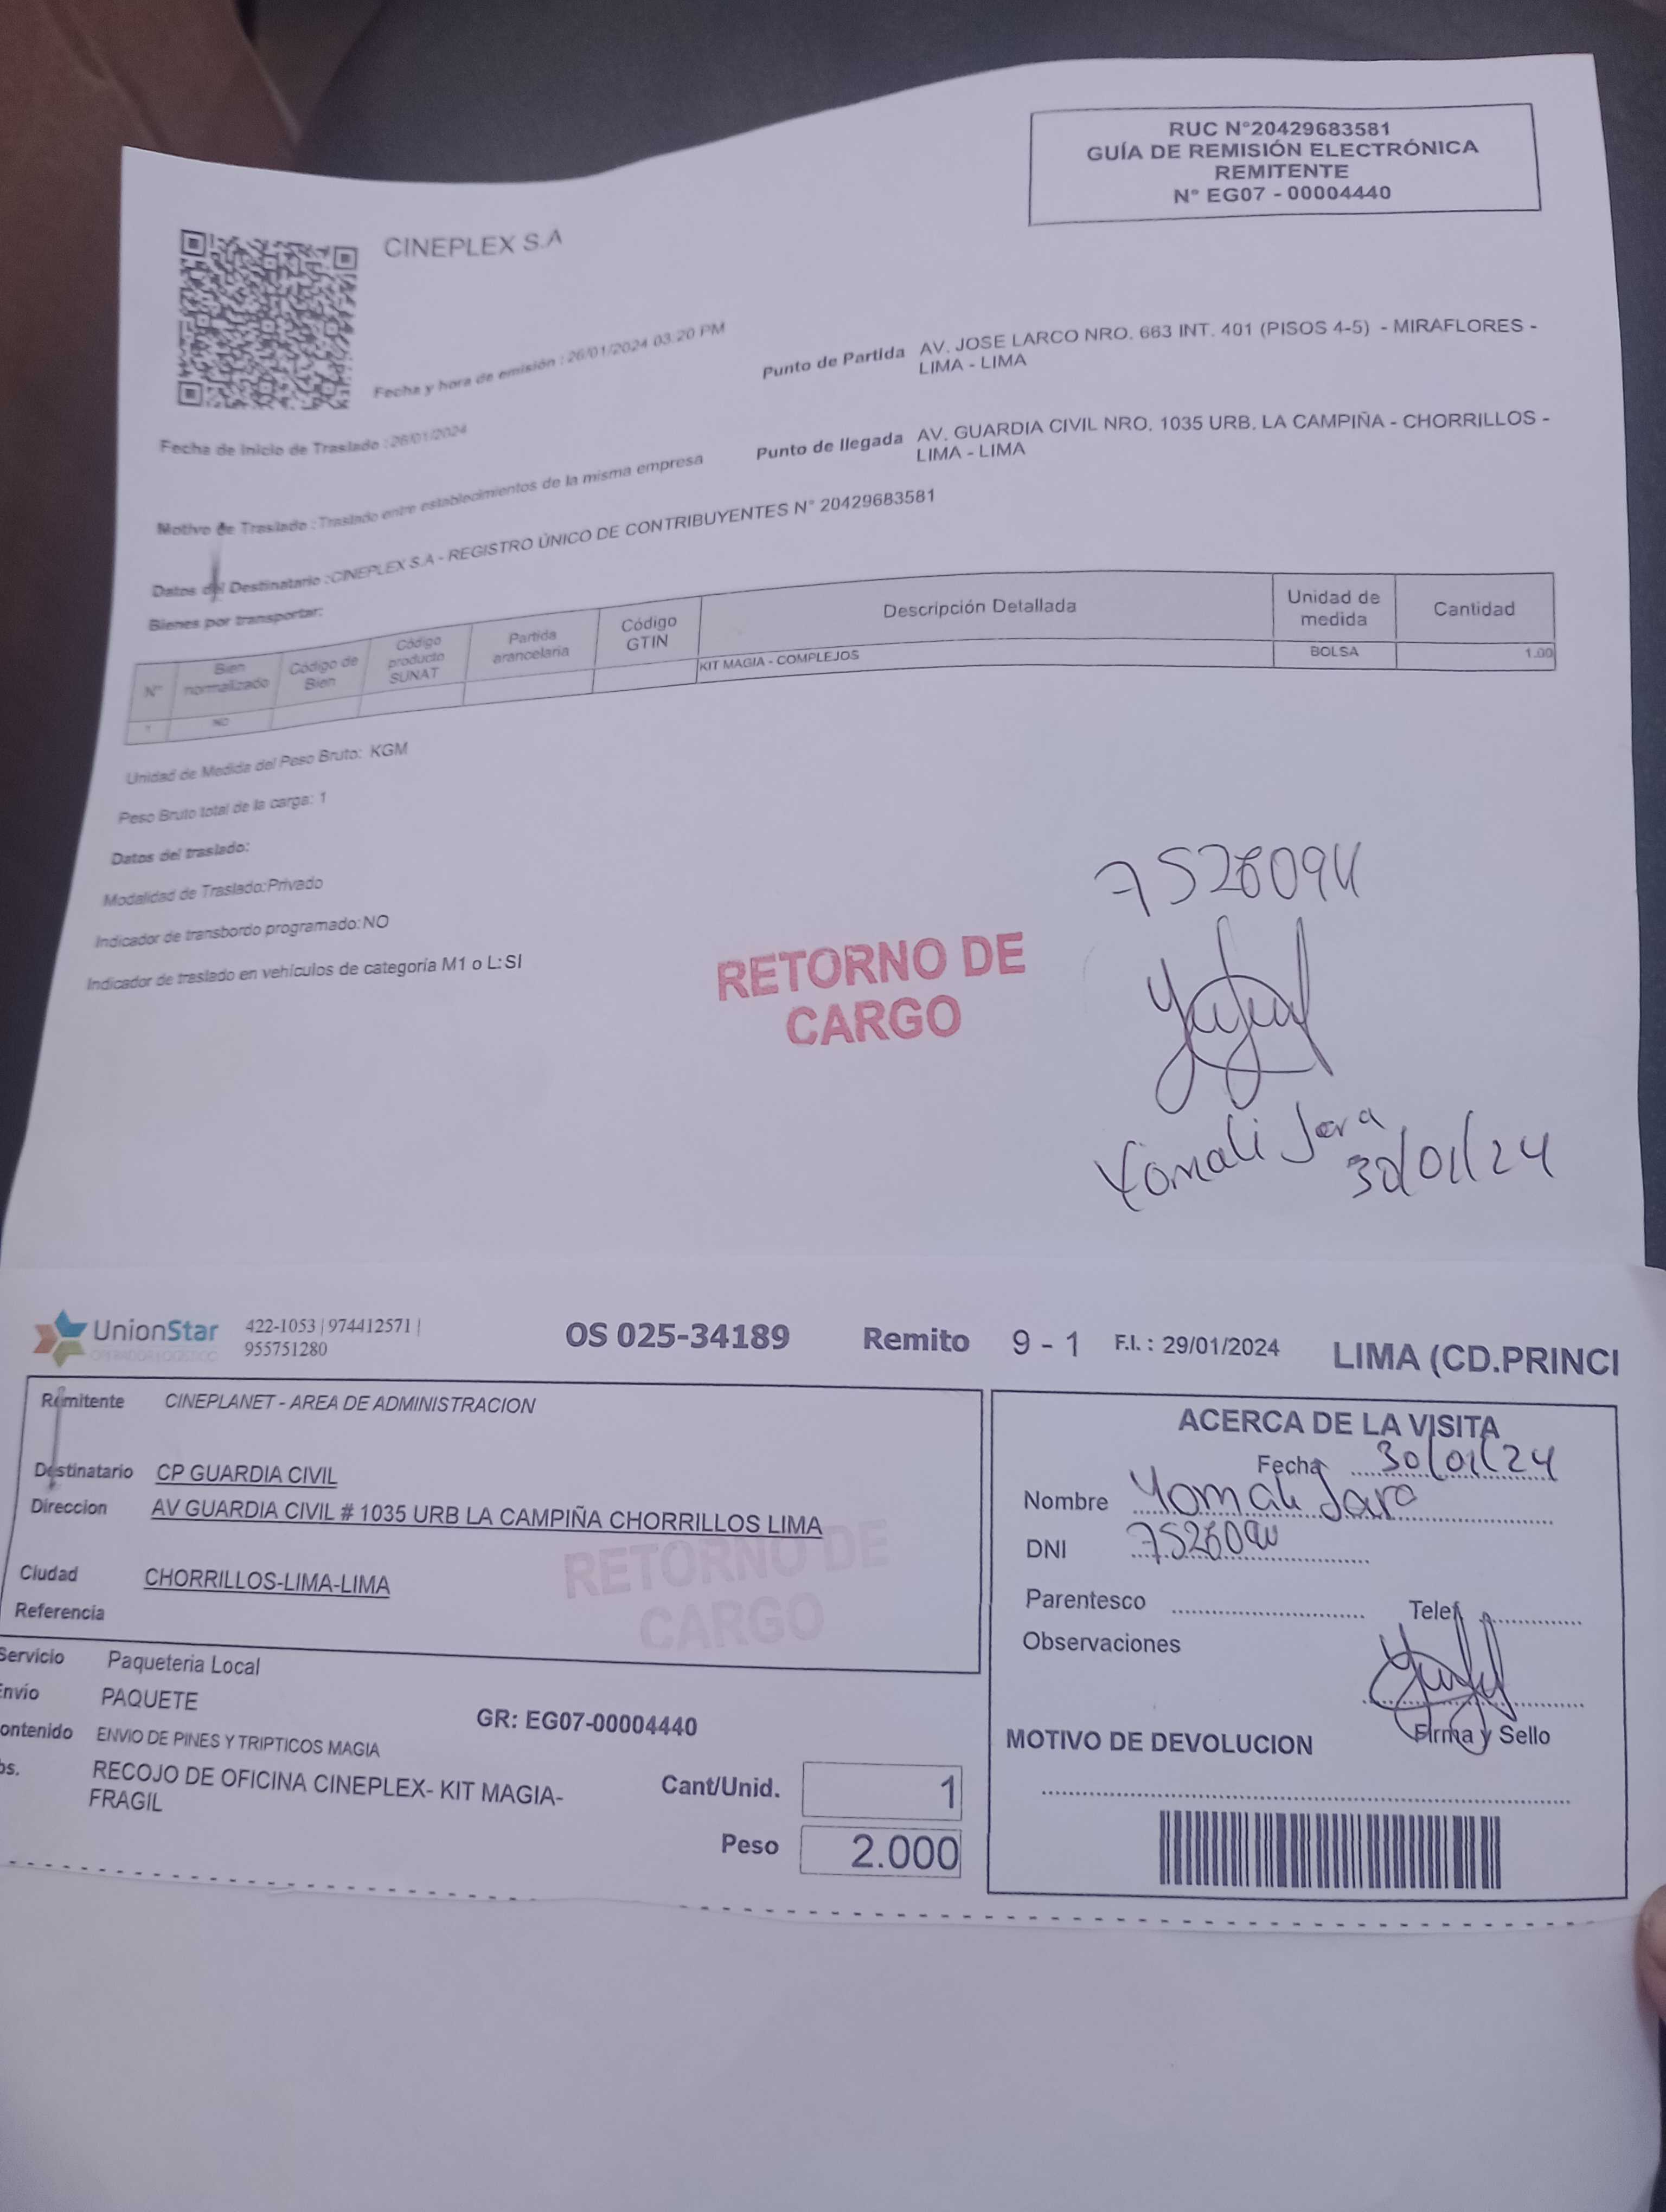 RUC N°20429683581
GUÍA DE REMISIÓN ELECTRÓNICA
REMITENTE
N° EG07 - 00004440
CINEPLEX S.A
Fecha y hora de emisión : 26/01/2024 03:20 PM
Punto de Partida AV. JOSE LARCO NRO. 663 INT. 401 (PISOS 4-5) - MIRAFLORES -
LIMA - LIMA
Fecha de Inicio de Traslado : 26/01/2024
Punto de llegada AV. GUARDIA CIVIL NRO. 1035 URB. LA CAMPIÑA - CHORRILLOS -
LIMA - LIMA
Motivo de Traslado : Traslado entre establecimientos de la misma empresa
Datos del Destinatario : CINEPLEX S.A - REGISTRO ÚNICO DE CONTRIBUYENTES N° 20429683581
Bienes por transportar:
N° Bien normalizado Código de Bien Código producto SUNAT Partida arancelaria Código GTIN Descripción Detallada Unidad de medida Cantidad
1 NO KIT MAGIA - COMPLEJOS BOLSA 1.00
Unidad de Medida del Peso Bruto: KGM
Peso Bruto total de la carga: 1
Datos del traslado:
Modalidad de Traslado: Privado
Indicador de transbordo programado: NO
Indicador de traslado en vehículos de categoría M1 o L: SI
RETORNO DE
CARGO
7526094
Yomali Jara
30/01/24
UnionStar
OPERADOR LOGISTICO
422-1053 | 974412571 |
955751280
OS 025-34189 Remito 9 - 1 F.I. : 29/01/2024 LIMA (CD.PRINCI
Remitente CINEPLANET - AREA DE ADMINISTRACION
Destinatario CP GUARDIA CIVIL
Direccion AV GUARDIA CIVIL # 1035 URB LA CAMPIÑA CHORRILLOS LIMA
Ciudad CHORRILLOS-LIMA-LIMA
Referencia
RETORNO DE
CARGO
Servicio Paqueteria Local
Envio PAQUETE
GR: EG07-00004440
ontenido ENVIO DE PINES Y TRIPTICOS MAGIA
bs. RECOJO DE OFICINA CINEPLEX- KIT MAGIA-
FRAGIL
Cant/Unid. 1
Peso 2.000
ACERCA DE LA VISITA
Fecha 30/01/24
Nombre Yomali Jara
DNI 7526094
Parentesco Telef
Observaciones
Firma y Sello
MOTIVO DE DEVOLUCION